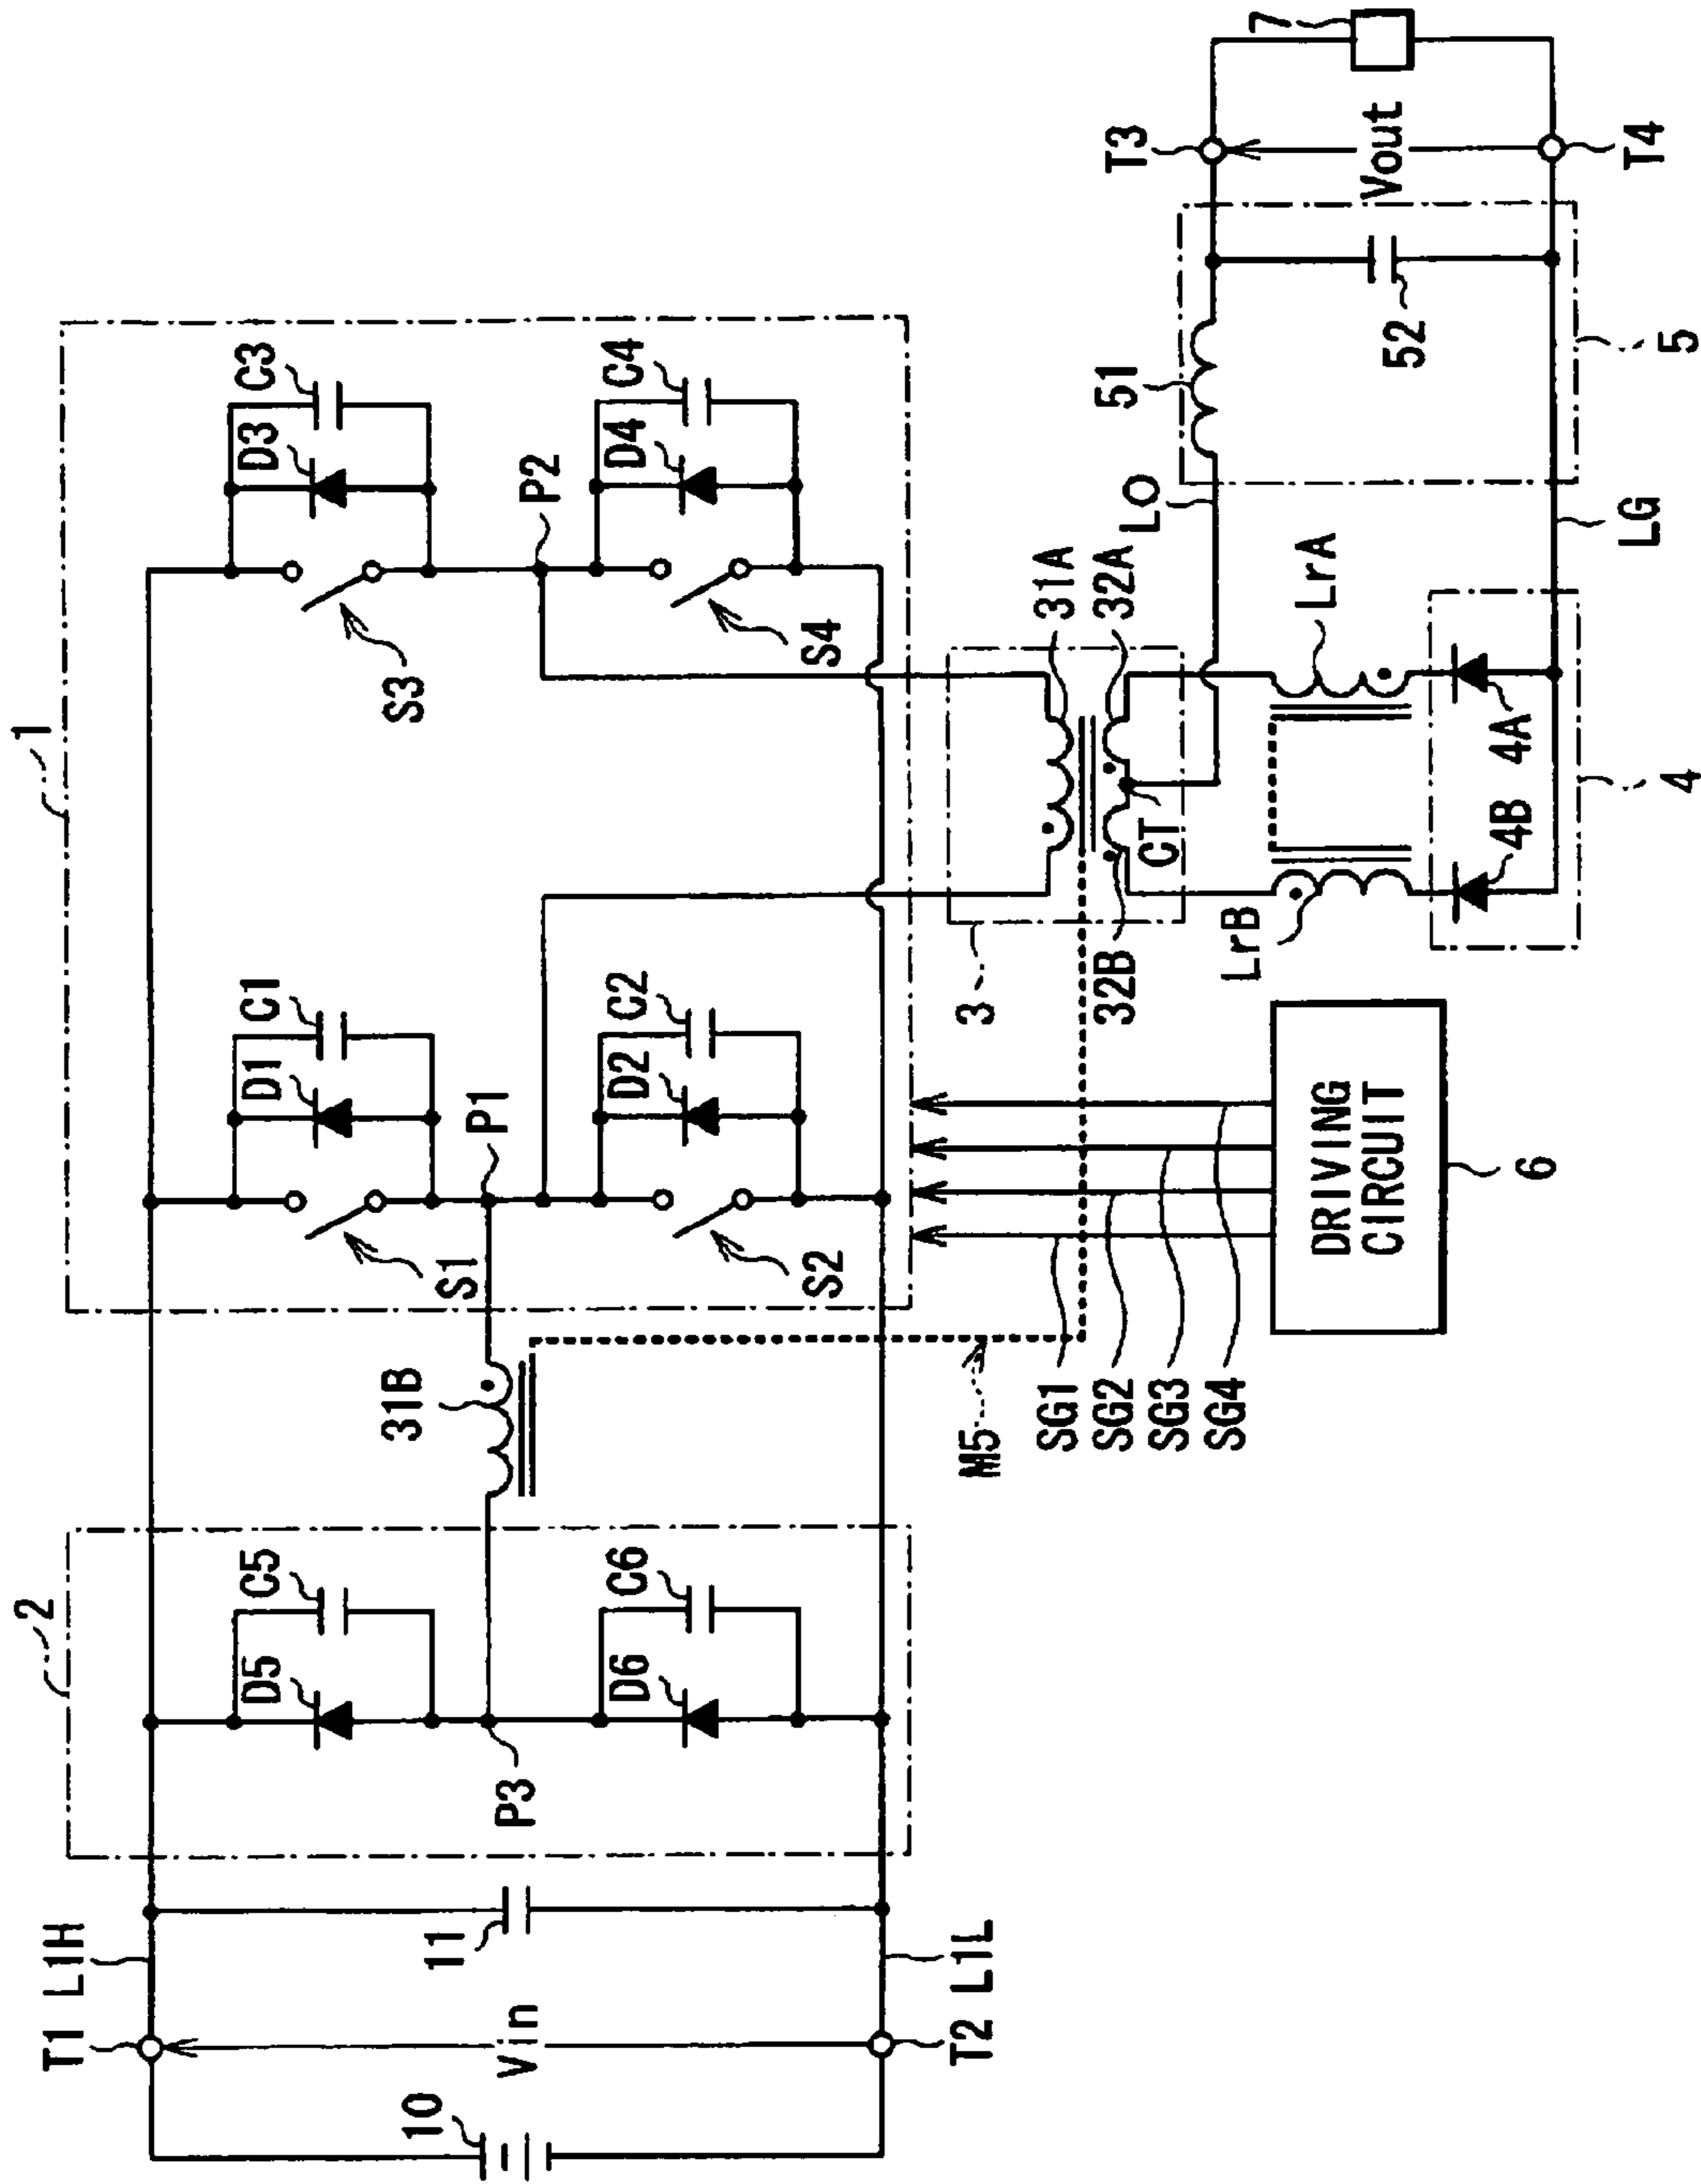 1
2
T1
L1H
D5
C5
D1
C1
D3
C3
S1
S3
10
11
Vin
P3
31B
P1
P2
D6
C6
D2
C2
D4
C4
S2
S4
T2
L1L
M5
SG1
SG2
SG3
SG4
3
31A
32A
32B
CT
LO
51
52
T3
7
Vout
T4
DRIVING
CIRCUIT
6
LrB
LrA
4B
4A
4
LG
5